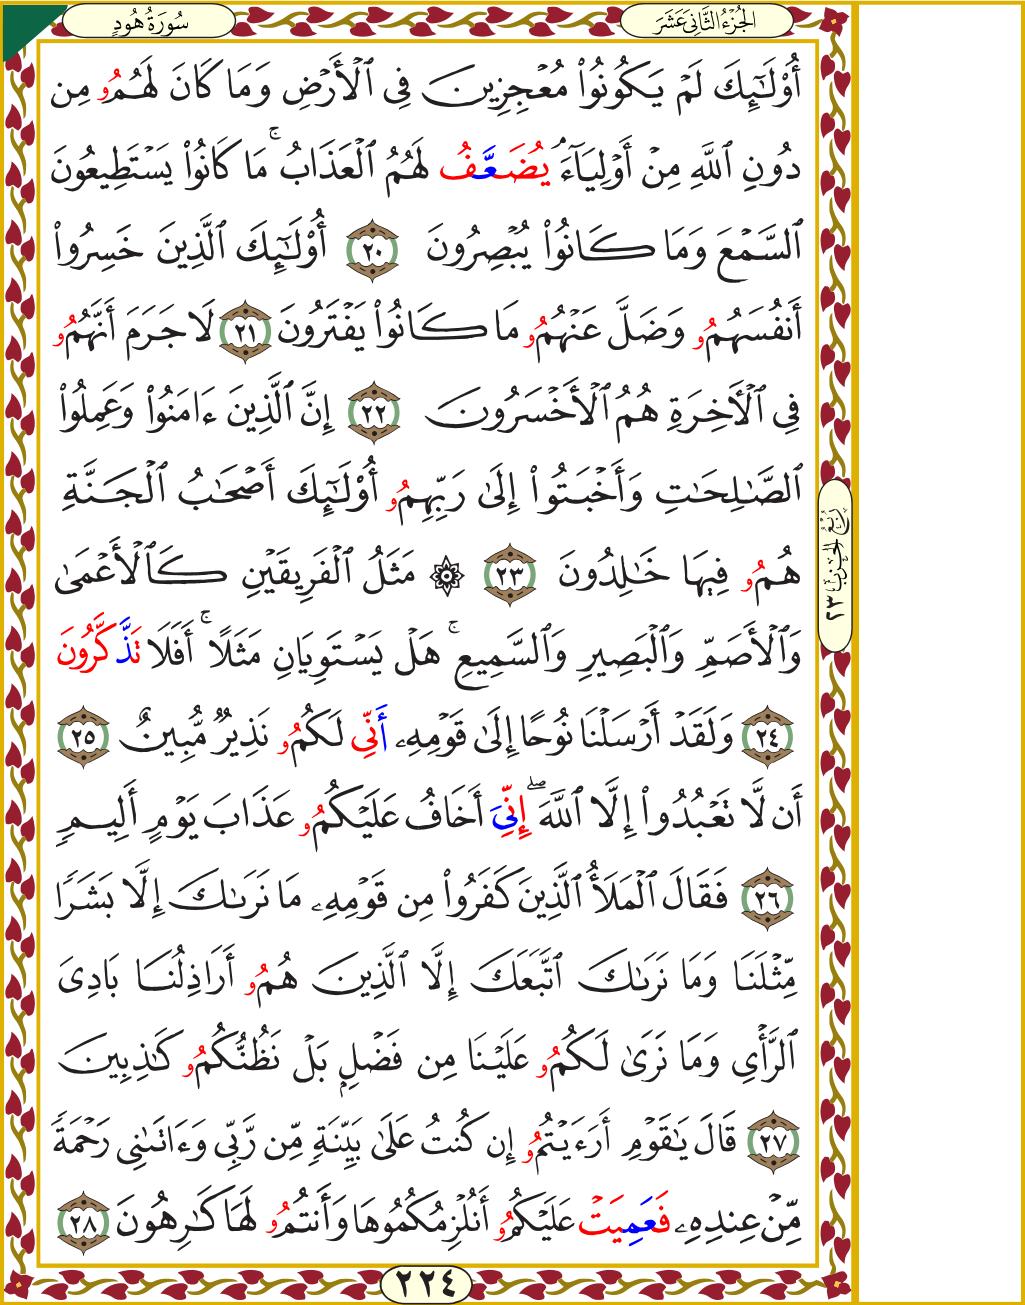 سُورَةُ هُودٍ
الجُزْءُ الثَّانِي عَشَرَ
أُوْلَٰٓئِكَ لَمْ يَكُونُواْ مُعْجِزِينَ فِي ٱلْأَرْضِ وَمَا كَانَ لَهُمُۥ مِن
دُونِ ٱللَّهِ مِنْ أَوْلِيَآءَۘ يُضَعَّفُ لَهُمُ ٱلْعَذَابُۚ مَا كَانُواْ يَسْتَطِيعُونَ
ٱلسَّمْعَ وَمَا كَانُواْ يُبْصِرُونَ ٢٠ أُوْلَٰٓئِكَ ٱلَّذِينَ خَسِرُواْ
أَنفُسَهُمُۥ وَضَلَّ عَنْهُمُۥ مَا كَانُواْ يَفْتَرُونَ ٢١ لَا جَرَمَ أَنَّهُمُۥ
فِي ٱلْأَخِرَةِ هُمُ ٱلْأَخْسَرُونَ ٢٢ إِنَّ ٱلَّذِينَ ءَامَنُواْ وَعَمِلُواْ
ٱلصَّٰلِحَٰتِ وَأَخْبَتُواْ إِلَىٰ رَبِّهِمُۥ أُوْلَٰٓئِكَ أَصْحَٰبُ ٱلْجَنَّةِ
هُمُۥ فِيهَا خَٰلِدُونَ ٢٣ ۞ مَثَلُ ٱلْفَرِيقَيْنِ كَٱلْأَعْمَىٰ
وَٱلْأَصَمِّ وَٱلْبَصِيرِ وَٱلسَّمِيعِۚ هَلْ يَسْتَوِيَانِ مَثَلًاۚ أَفَلَا تَذَّكَّرُونَ
٢٤ وَلَقَدْ أَرْسَلْنَا نُوحًا إِلَىٰ قَوْمِهِۦ أَنِّي لَكُمُۥ نَذِيرٌ مُّبِينٌ ٢٥
أَن لَّا تَعْبُدُواْ إِلَّا ٱللَّهَۖ إِنِّيَ أَخَافُ عَلَيْكُمُۥ عَذَابَ يَوْمٍ أَلِيمٍ
٢٦ فَقَالَ ٱلْمَلَأُ ٱلَّذِينَ كَفَرُواْ مِن قَوْمِهِۦ مَا نَرَىٰكَ إِلَّا بَشَرًا
مِّثْلَنَا وَمَا نَرَىٰكَ ٱتَّبَعَكَ إِلَّا ٱلَّذِينَ هُمُۥ أَرَاذِلُنَا بَادِيَ
ٱلرَّأْيِ وَمَا نَرَىٰ لَكُمُۥ عَلَيْنَا مِن فَضْلِۭ بَلْ نَظُنُّكُمُۥ كَٰذِبِينَ
٢٧ قَالَ يَٰقَوْمِ أَرَءَيْتُمُۥ إِن كُنتُ عَلَىٰ بَيِّنَةٍ مِّن رَّبِّي وَءَاتَىٰنِي رَحْمَةً
مِّنْ عِندِهِۦ فَعَمِيَتْ عَلَيْكُمُۥ أَنُلْزِمُكُمُوهَا وَأَنتُمُۥ لَهَا كَٰرِهُونَ ٢٨
رُبْعُ الحِزْبِ ٢٣
٢٢٤